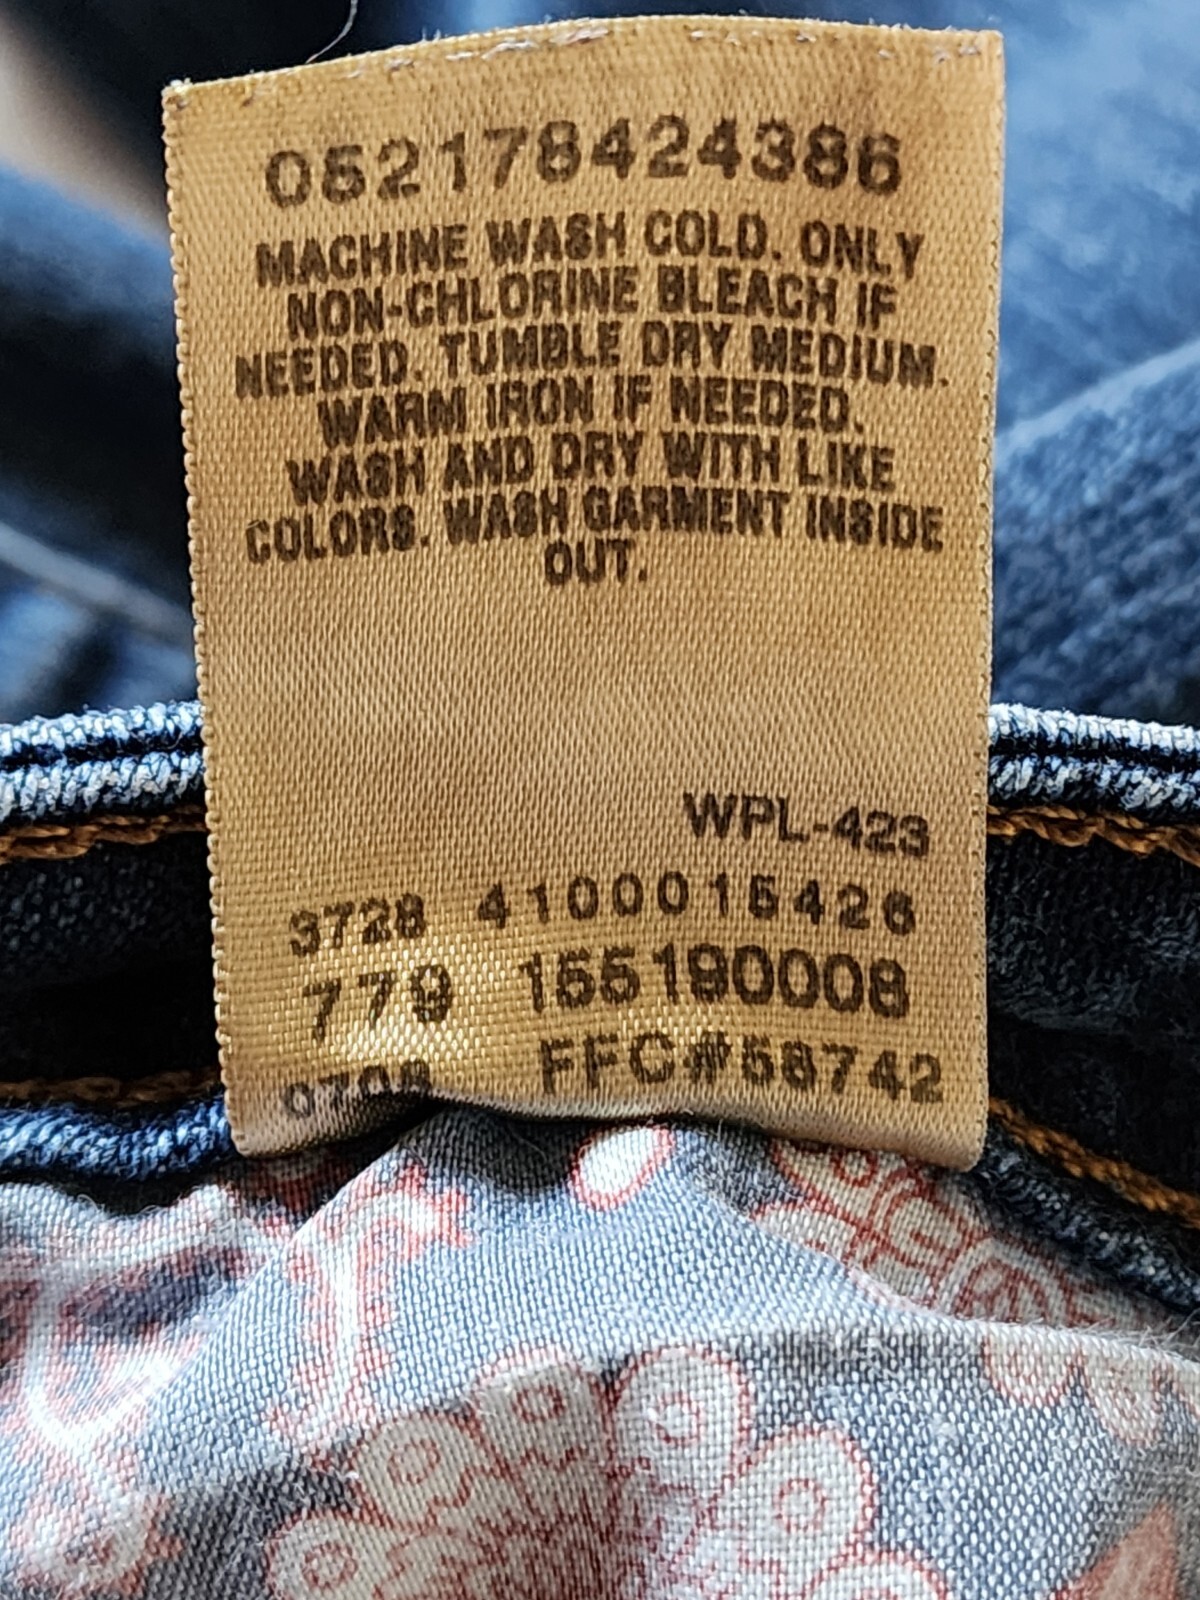 052178424386
MACHINE WASH COLD. ONLY
NON-CHLORINE BLEACH IF
NEEDED. TUMBLE DRY MEDIUM.
WARM IRON IF NEEDED.
WASH AND DRY WITH LIKE
COLORS. WASH GARMENT INSIDE
OUT.
WPL-423
3728 4100015426
779 155190008
0708 FFC#58742